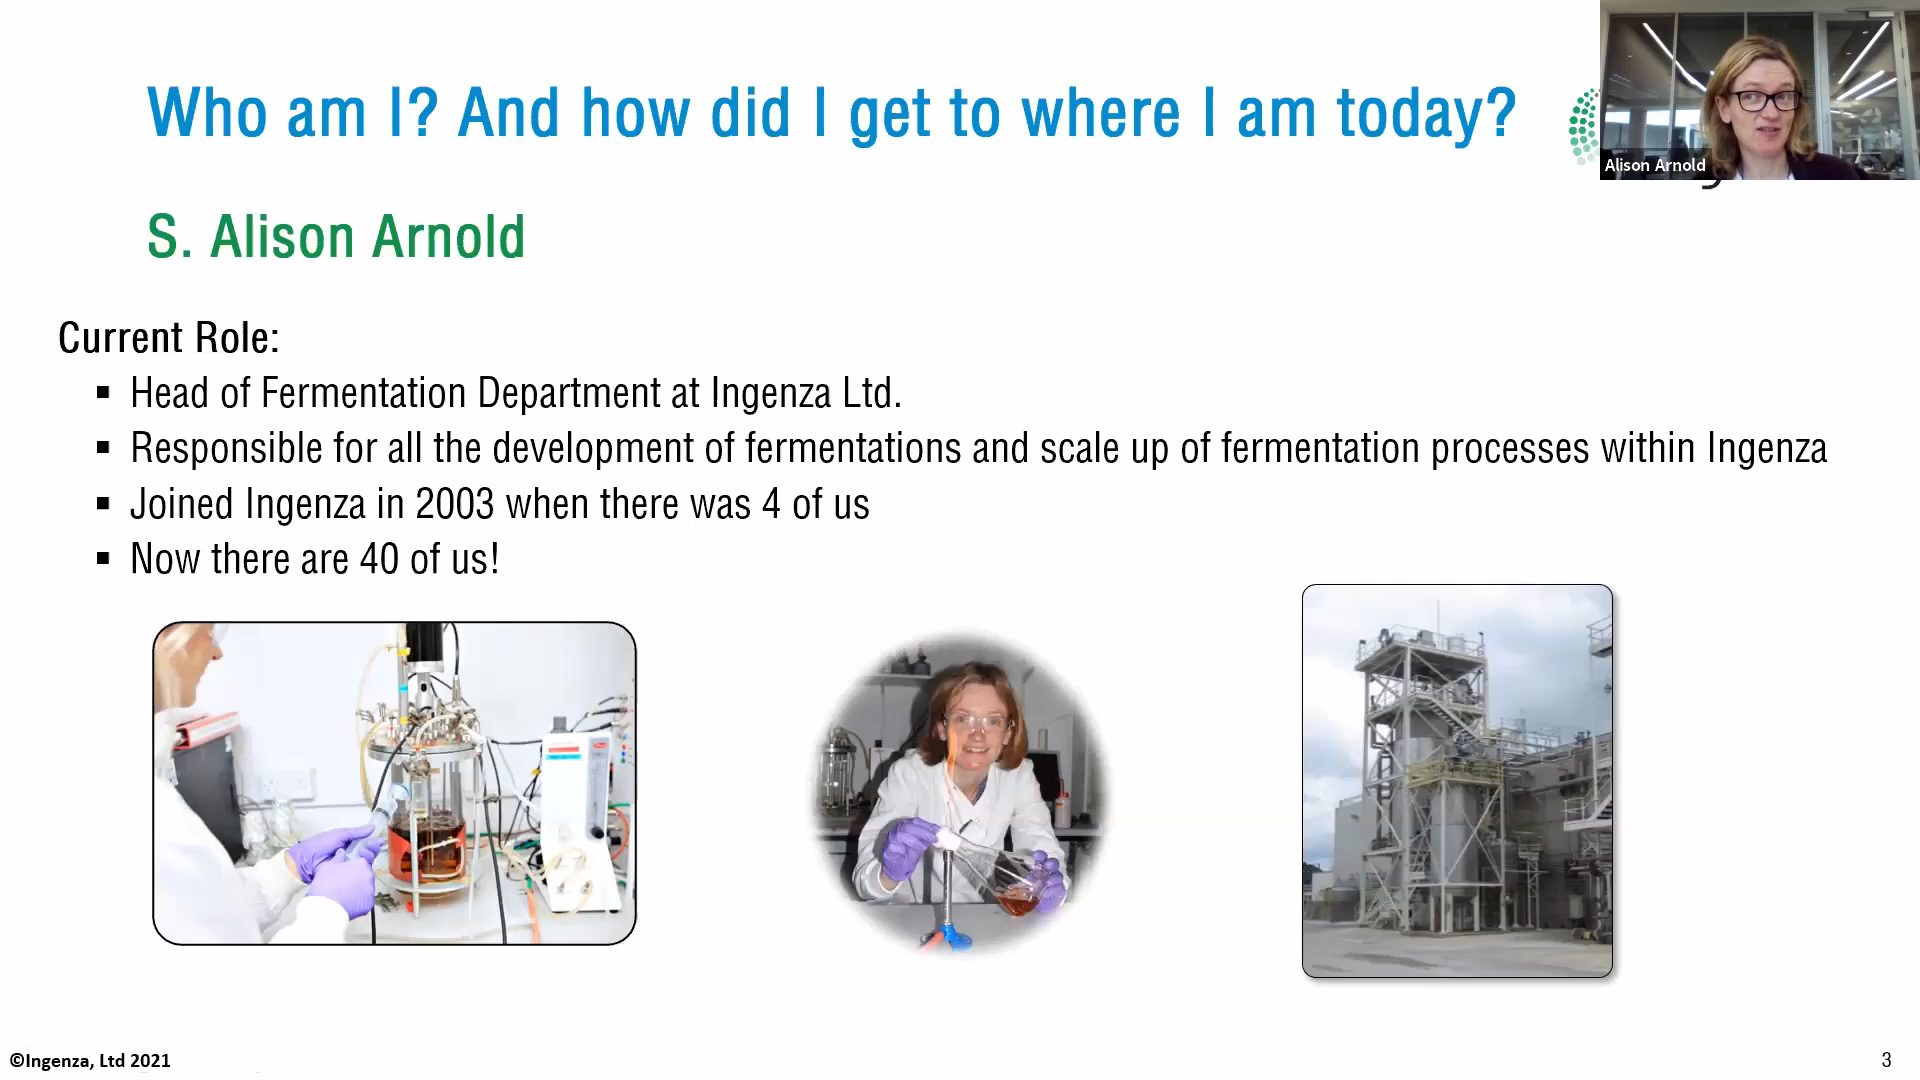 Who am I? And how did I get to where I am today?
Alison Arnold
S. Alison Arnold
Current Role:
▪ Head of Fermentation Department at Ingenza Ltd.
▪ Responsible for all the development of fermentations and scale up of fermentation processes within Ingenza
▪ Joined Ingenza in 2003 when there was 4 of us
▪ Now there are 40 of us!
©Ingenza, Ltd 2021
3